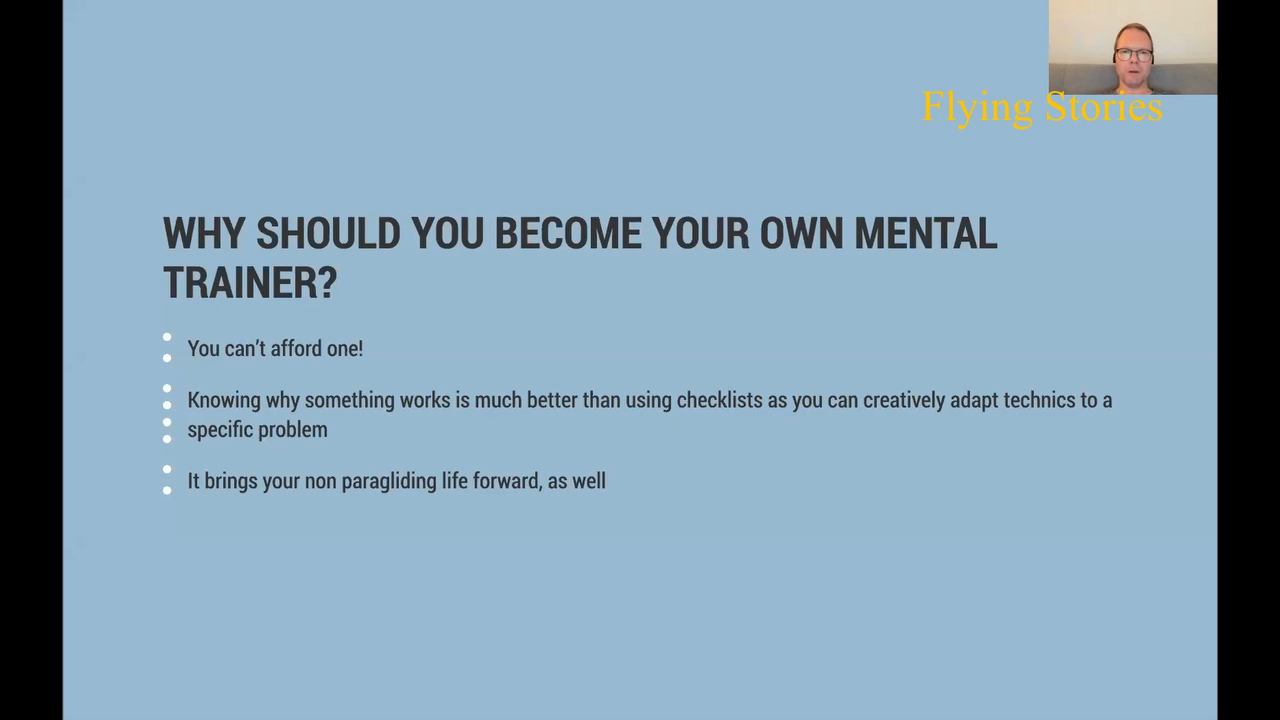 Flying Stories
WHY SHOULD YOU BECOME YOUR OWN MENTAL
TRAINER?
You can’t afford one!
Knowing why something works is much better than using checklists as you can creatively adapt technics to a
specific problem
It brings your non paragliding life forward, as well